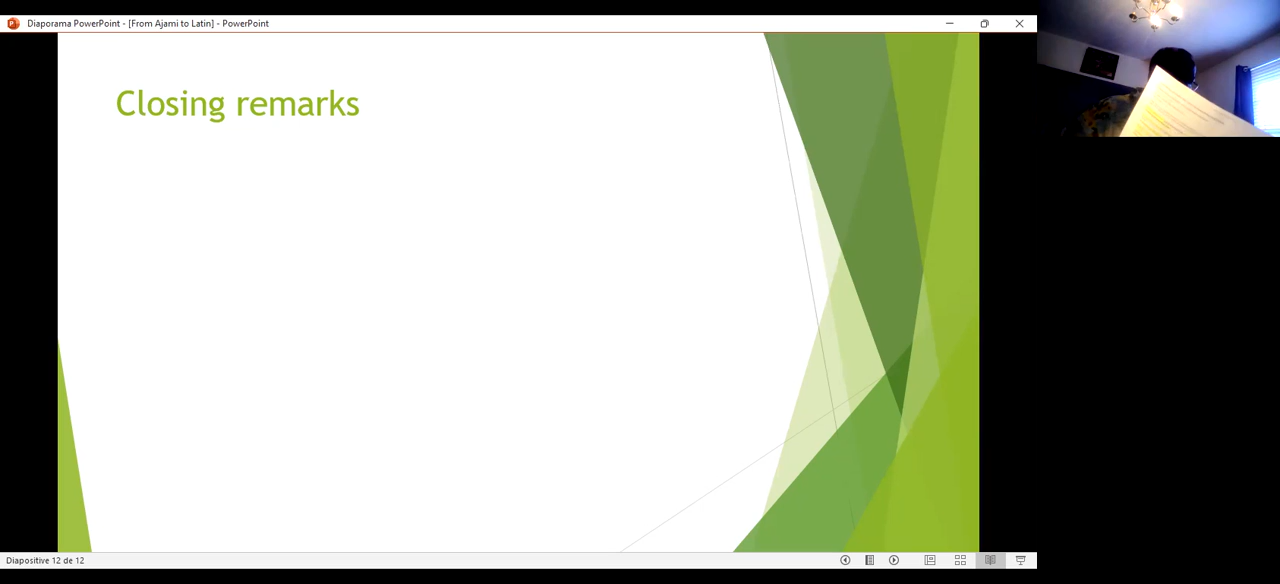 Diaporama PowerPoint - [From Ajami to Latin] - PowerPoint
Closing remarks
Diapositive 12 de 12